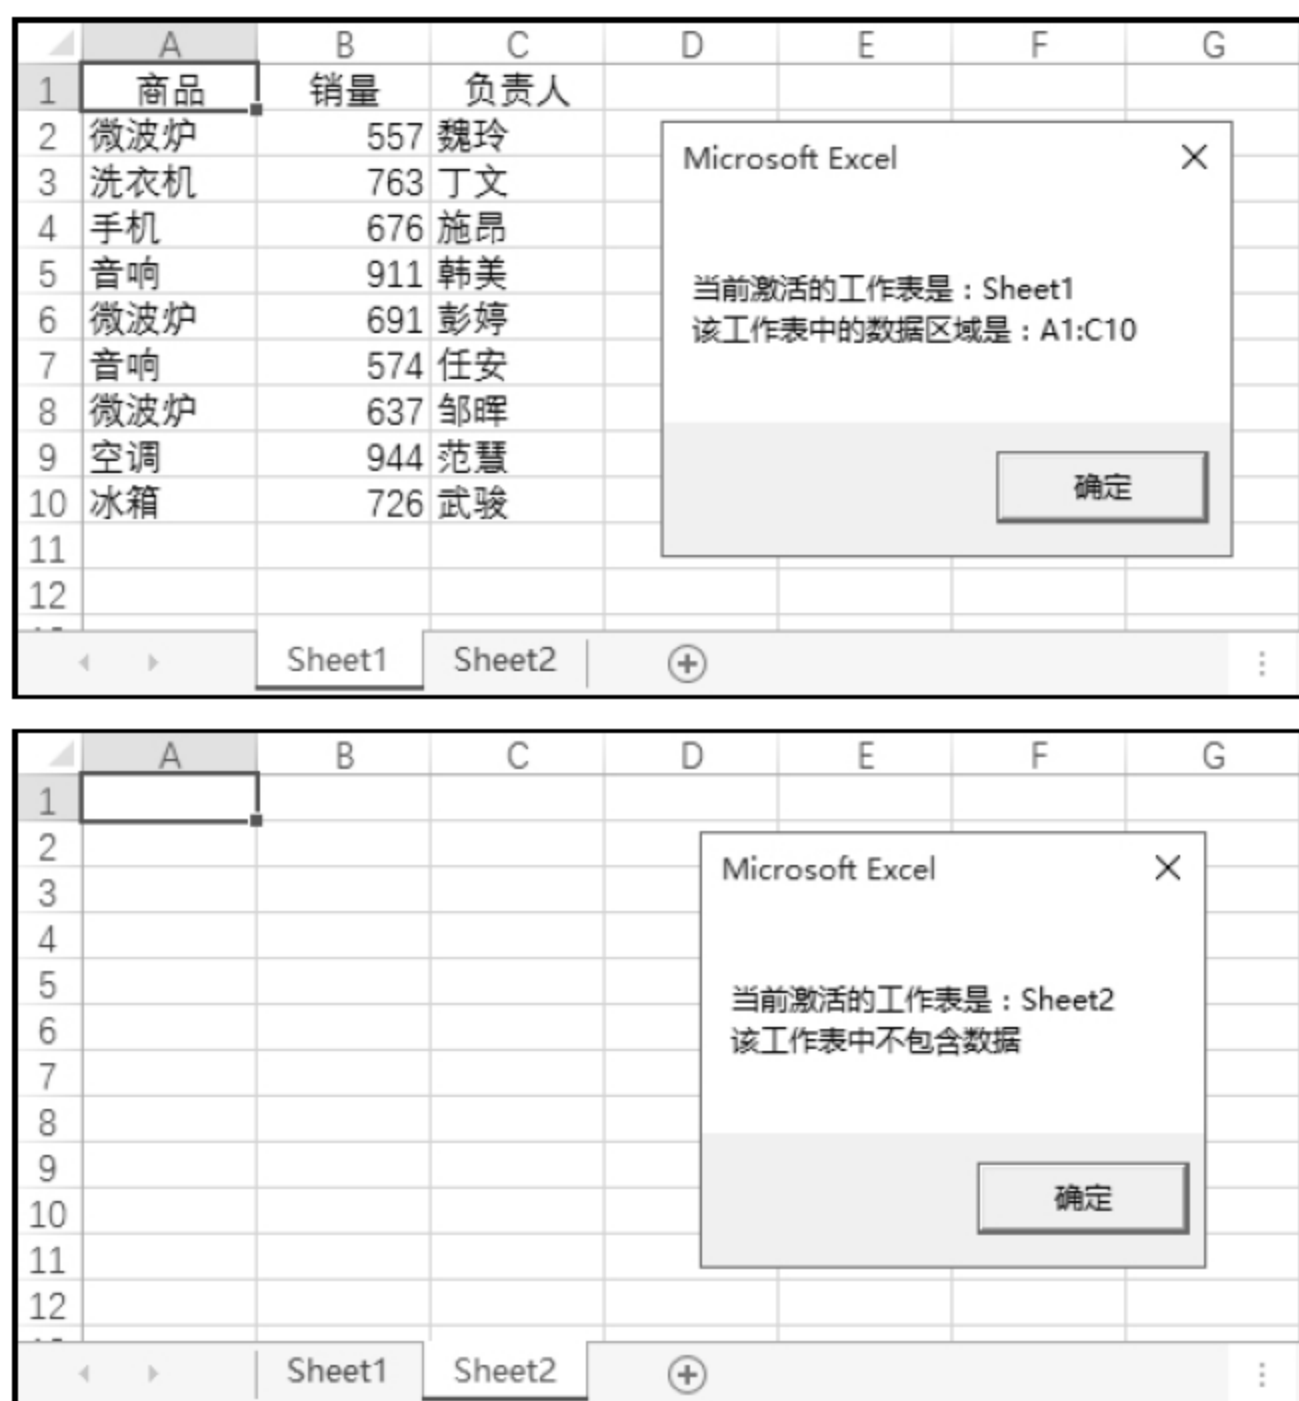 A B C D E F G
1 商品 销量 负责人
2 微波炉 557 魏玲
3 洗衣机 763 丁文
4 手机 676 施昂
5 音响 911 韩美
6 微波炉 691 彭婷
7 音响 574 任安
8 微波炉 637 邹晖
9 空调 944 范慧
10 冰箱 726 武骏
11
12
Microsoft Excel
当前激活的工作表是：Sheet1
该工作表中的数据区域是：A1:C10
确定
Sheet1 Sheet2
A B C D E F G
1
2
3
4
5
6
7
8
9
10
11
12
Microsoft Excel
当前激活的工作表是：Sheet2
该工作表中不包含数据
确定
Sheet1 Sheet2